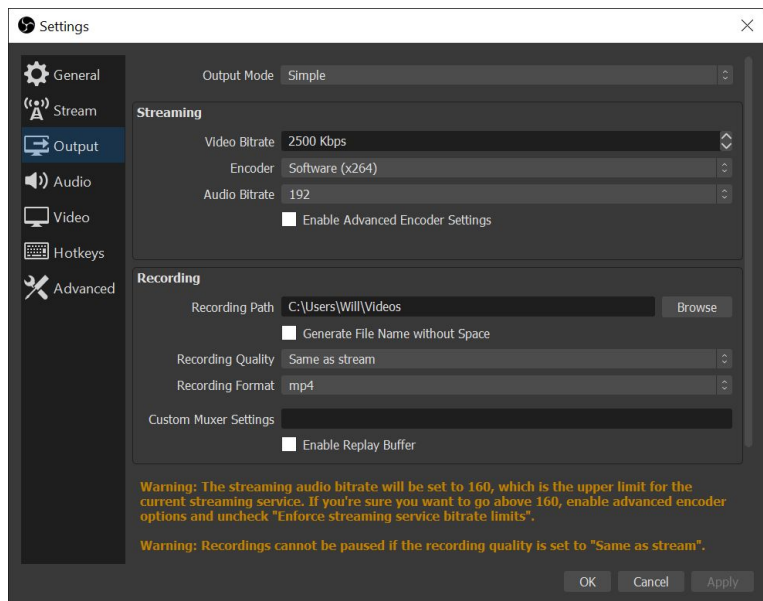 Settings
General
Stream
Output
Audio
Video
Hotkeys
Advanced
Output Mode Simple
Streaming
Video Bitrate 2500 Kbps
Encoder Software (x264)
Audio Bitrate 192
Enable Advanced Encoder Settings
Recording
Recording Path C:\Users\Will\Videos Browse
Generate File Name without Space
Recording Quality Same as stream
Recording Format mp4
Custom Muxer Settings
Enable Replay Buffer
Warning: The streaming audio bitrate will be set to 160, which is the upper limit for the
current streaming service. If you're sure you want to go above 160, enable advanced encoder
options and uncheck "Enforce streaming service bitrate limits".
Warning: Recordings cannot be paused if the recording quality is set to "Same as stream".
OK Cancel Apply